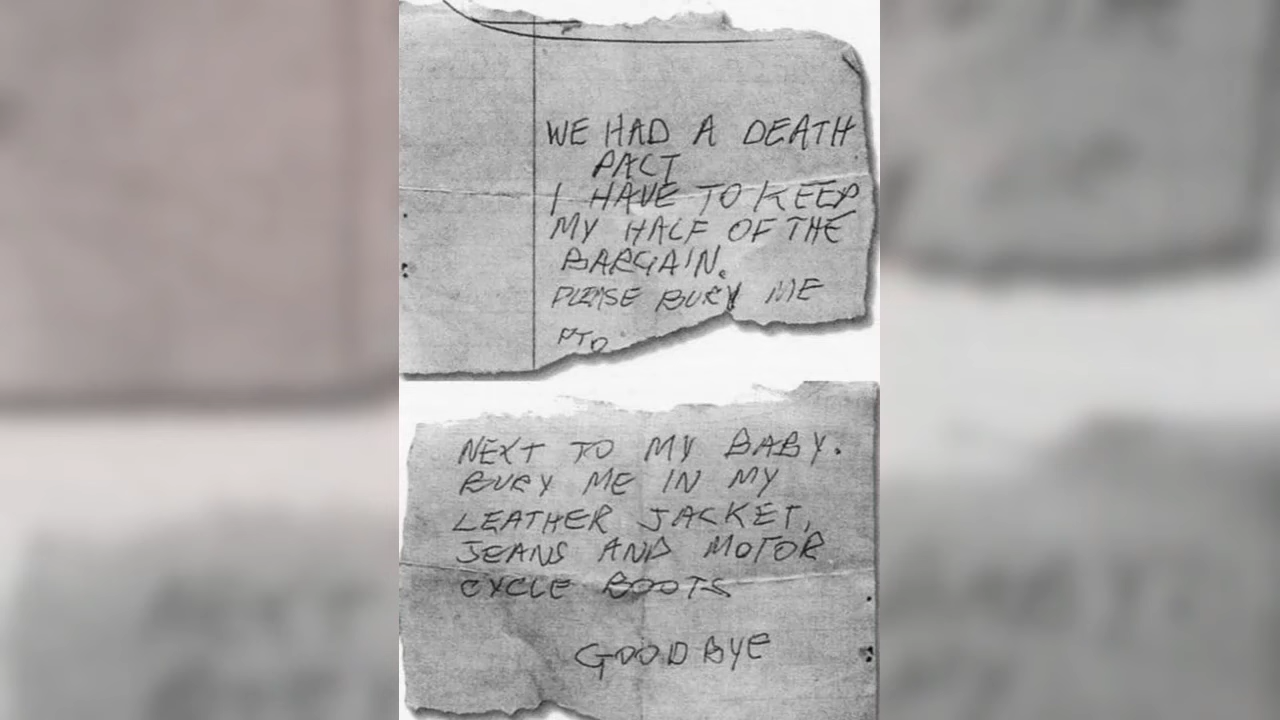 WE HAD A DEATH
PACT
I HAVE TO KEEP
MY HALF OF THE
BARGAIN.
PLEASE BURY ME
PTO
NEXT TO MY BABY.
BURY ME IN MY
LEATHER JACKET,
JEANS AND MOTOR
CYCLE BOOTS
GOODBYE